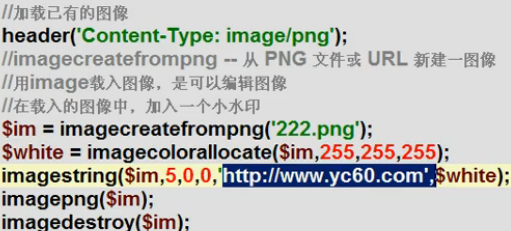 //加载已有的图像
header('Content-Type: image/png');
//imagecreatefrompng -- 从 PNG 文件或 URL 新建一图像
//用image载入图像，是可以编辑图像
//在载入的图像中，加入一个小水印
$im = imagecreatefrompng('222.png');
$white = imagecolorallocate($im,255,255,255);
imagestring($im,5,0,0,'http://www.yc60.com',$white);
imagepng($im);
imagedestroy($im);